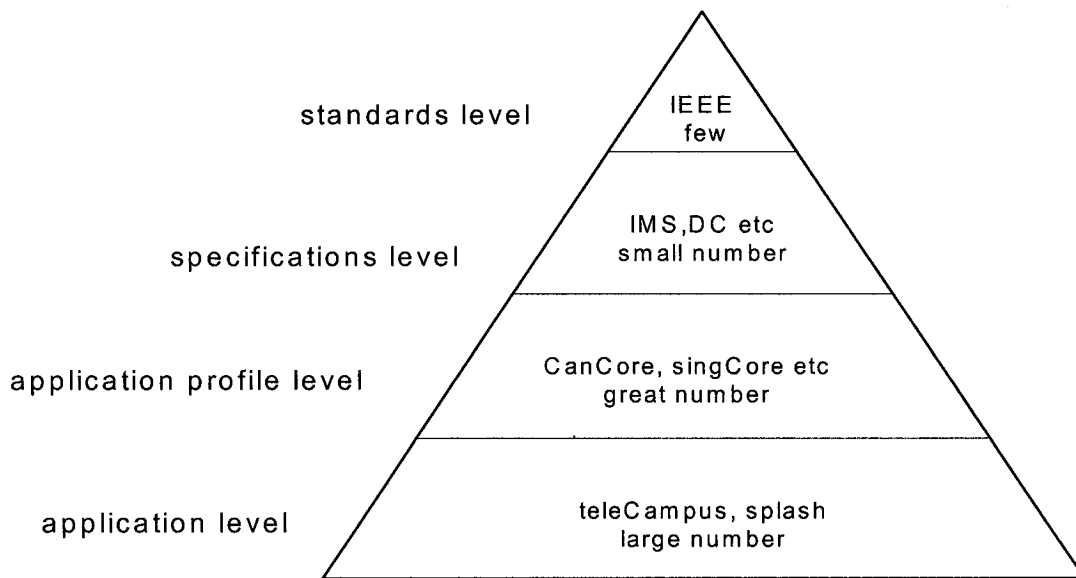 standards level
IEEE
few
specifications level
IMS,DC etc
small number
application profile level
CanCore, singCore etc
great number
application level
teleCampus, splash
large number